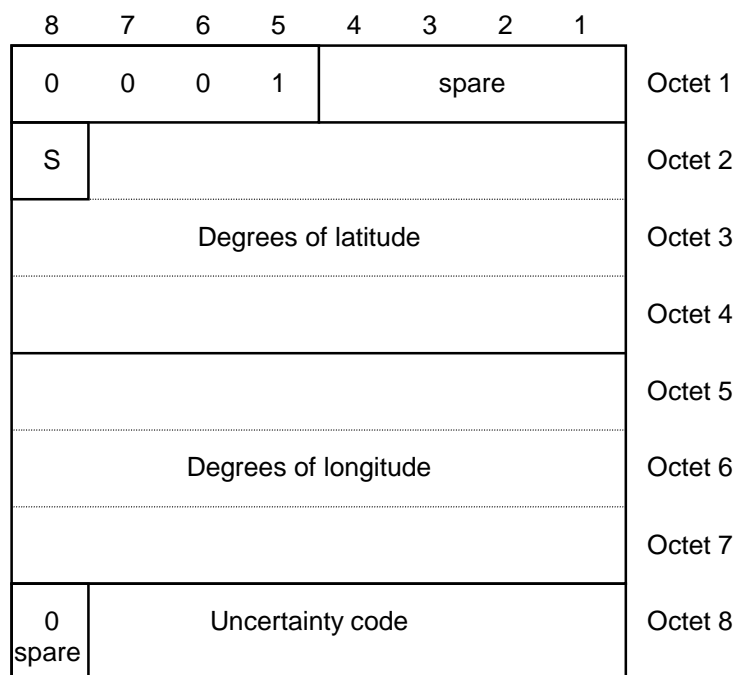 8 7 6 5 4 3 2 1
0 0 0 1 spare Octet 1
S Octet 2
Degrees of latitude Octet 3
Octet 4
Octet 5
Degrees of longitude Octet 6
Octet 7
0 Uncertainty code Octet 8
spare